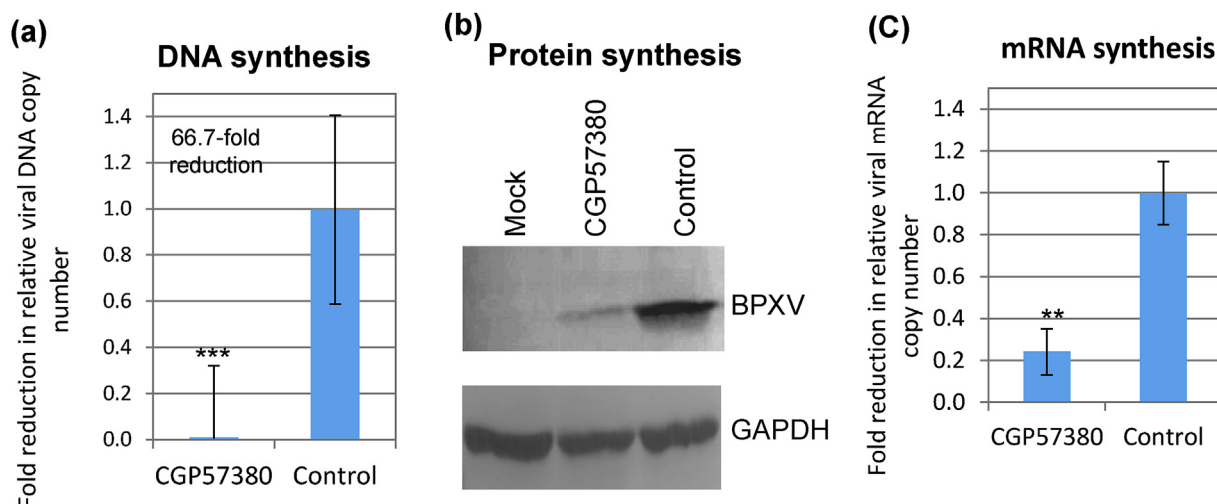 (a)
DNA synthesis
Fold reduction in relative viral DNA copy
number
1.4
1.2
1.0
0.8
0.6
0.4
0.2
0.0
66.7-fold
reduction
***
CGP57380 Control
(b)
Protein synthesis
Mock
CGP57380
Control
BPXV
GAPDH
(C)
mRNA synthesis
Fold reduction in relative viral mRNA
copy number
1.4
1.2
1.0
0.8
0.6
0.4
0.2
0.0
**
CGP57380 Control